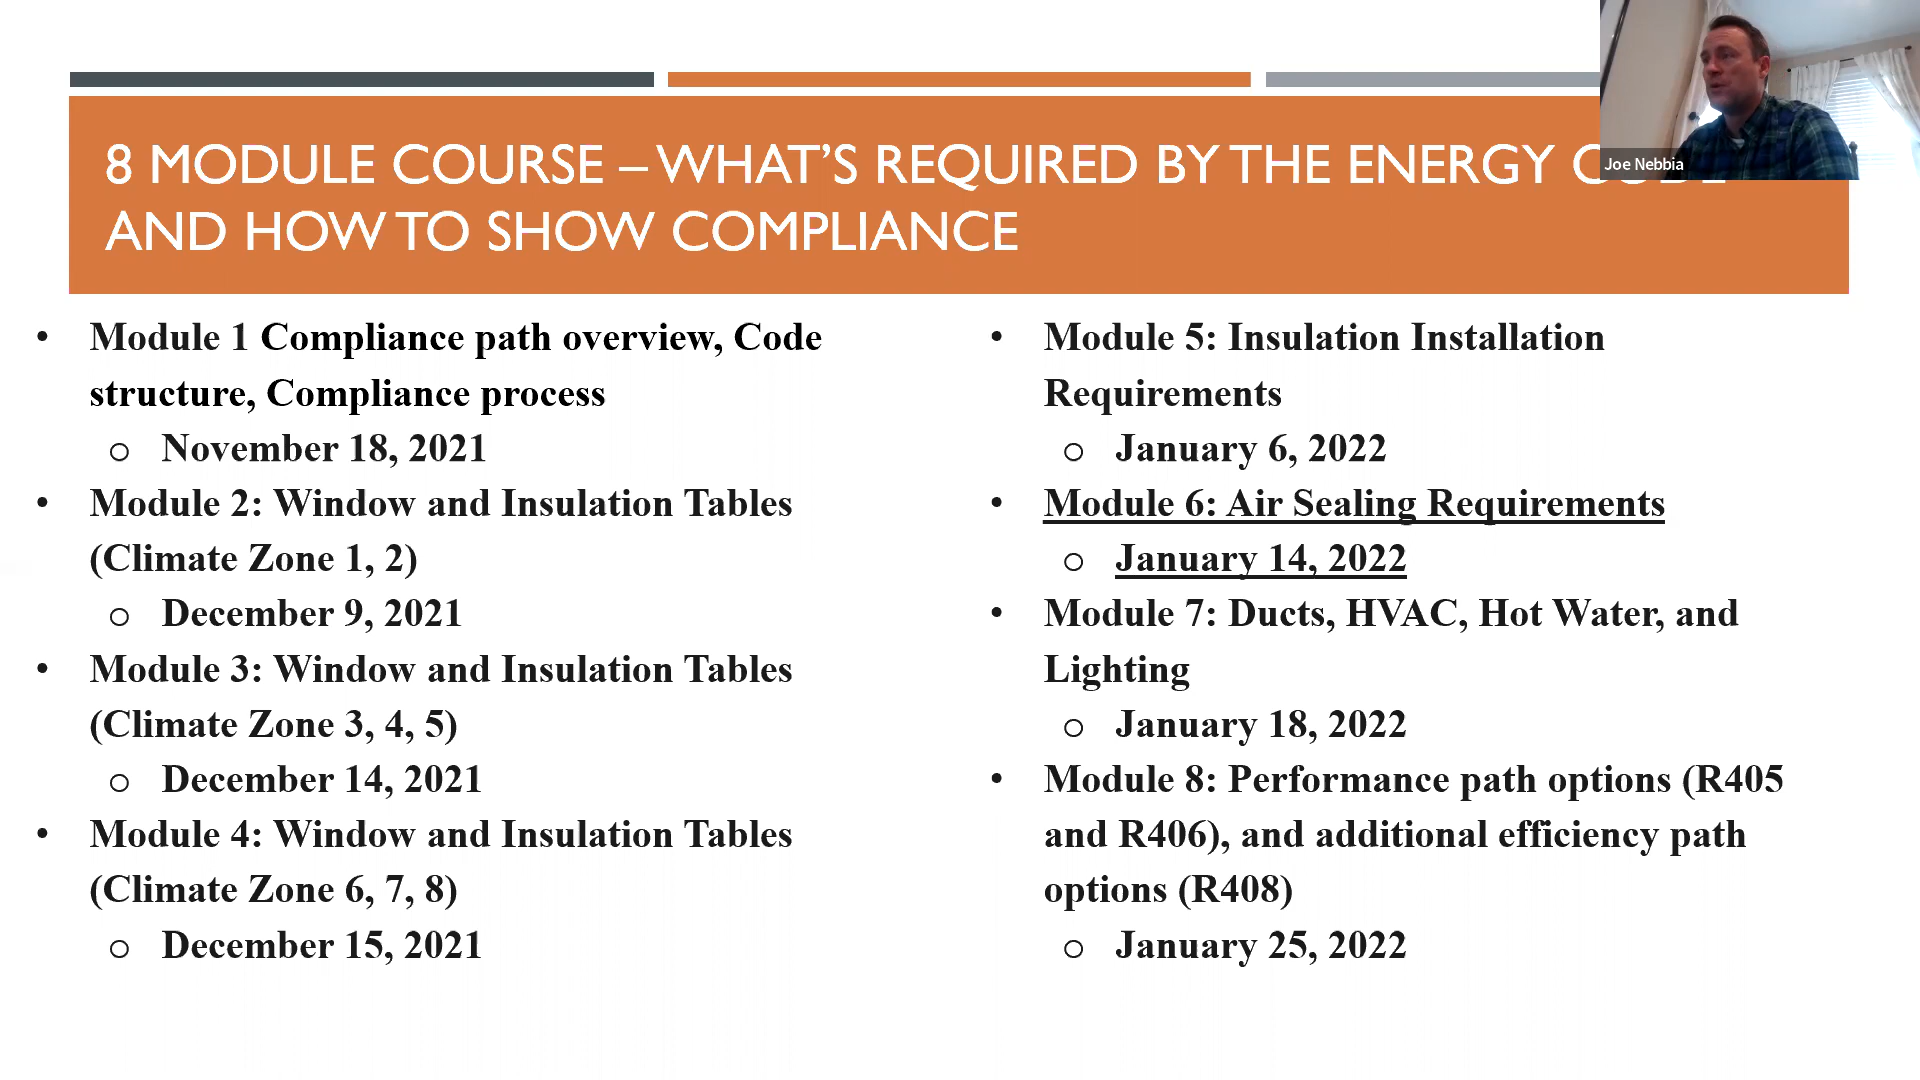 8 MODULE COURSE – WHAT'S REQUIRED BY THE ENERGY CODE
AND HOW TO SHOW COMPLIANCE
Joe Nebbia
• Module 1 Compliance path overview, Code
structure, Compliance process
o November 18, 2021
• Module 2: Window and Insulation Tables
(Climate Zone 1, 2)
o December 9, 2021
• Module 3: Window and Insulation Tables
(Climate Zone 3, 4, 5)
o December 14, 2021
• Module 4: Window and Insulation Tables
(Climate Zone 6, 7, 8)
o December 15, 2021
• Module 5: Insulation Installation
Requirements
o January 6, 2022
• Module 6: Air Sealing Requirements
o January 14, 2022
• Module 7: Ducts, HVAC, Hot Water, and
Lighting
o January 18, 2022
• Module 8: Performance path options (R405
and R406), and additional efficiency path
options (R408)
o January 25, 2022